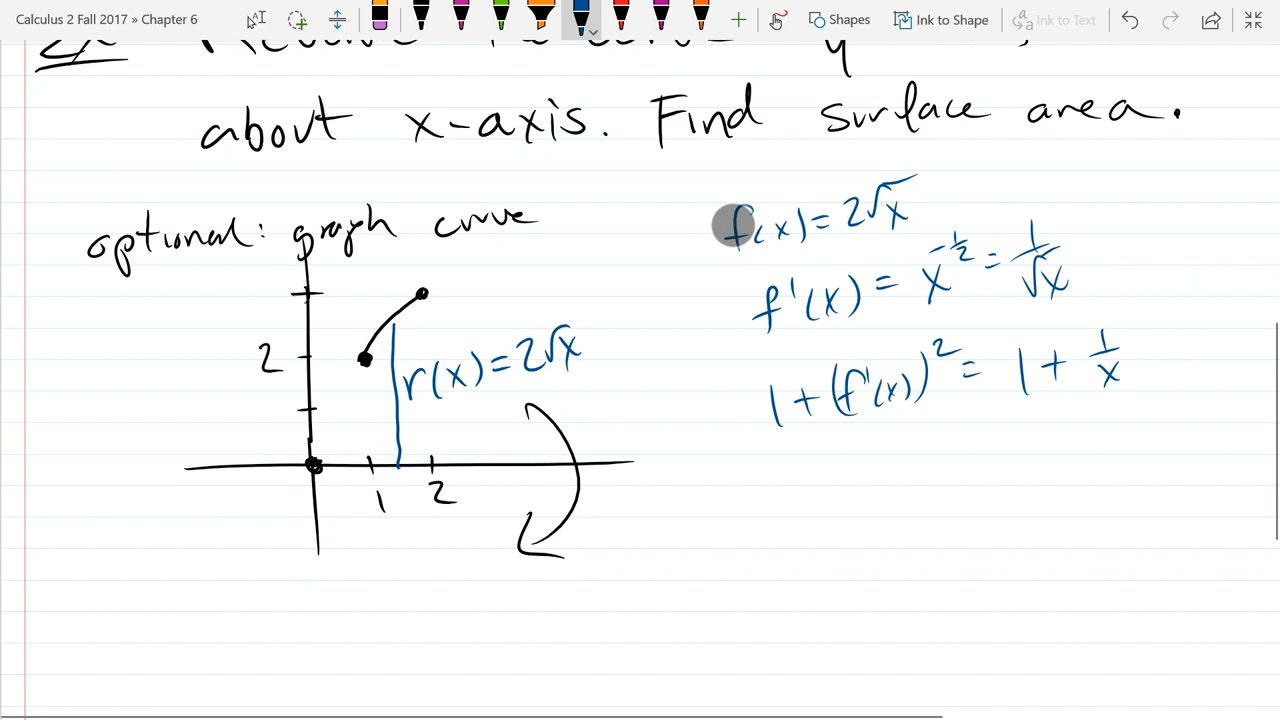 Calculus 2 Fall 2017 » Chapter 6
Shapes
Ink to Shape
Ink to Text
about x-axis. Find surface area.
optional: graph curve
f(x) = 2√x
f'(x) = x^{-1/2} = 1/√x
1 + (f'(x))^2 = 1 + 1/x
2
r(x) = 2√x
1 2